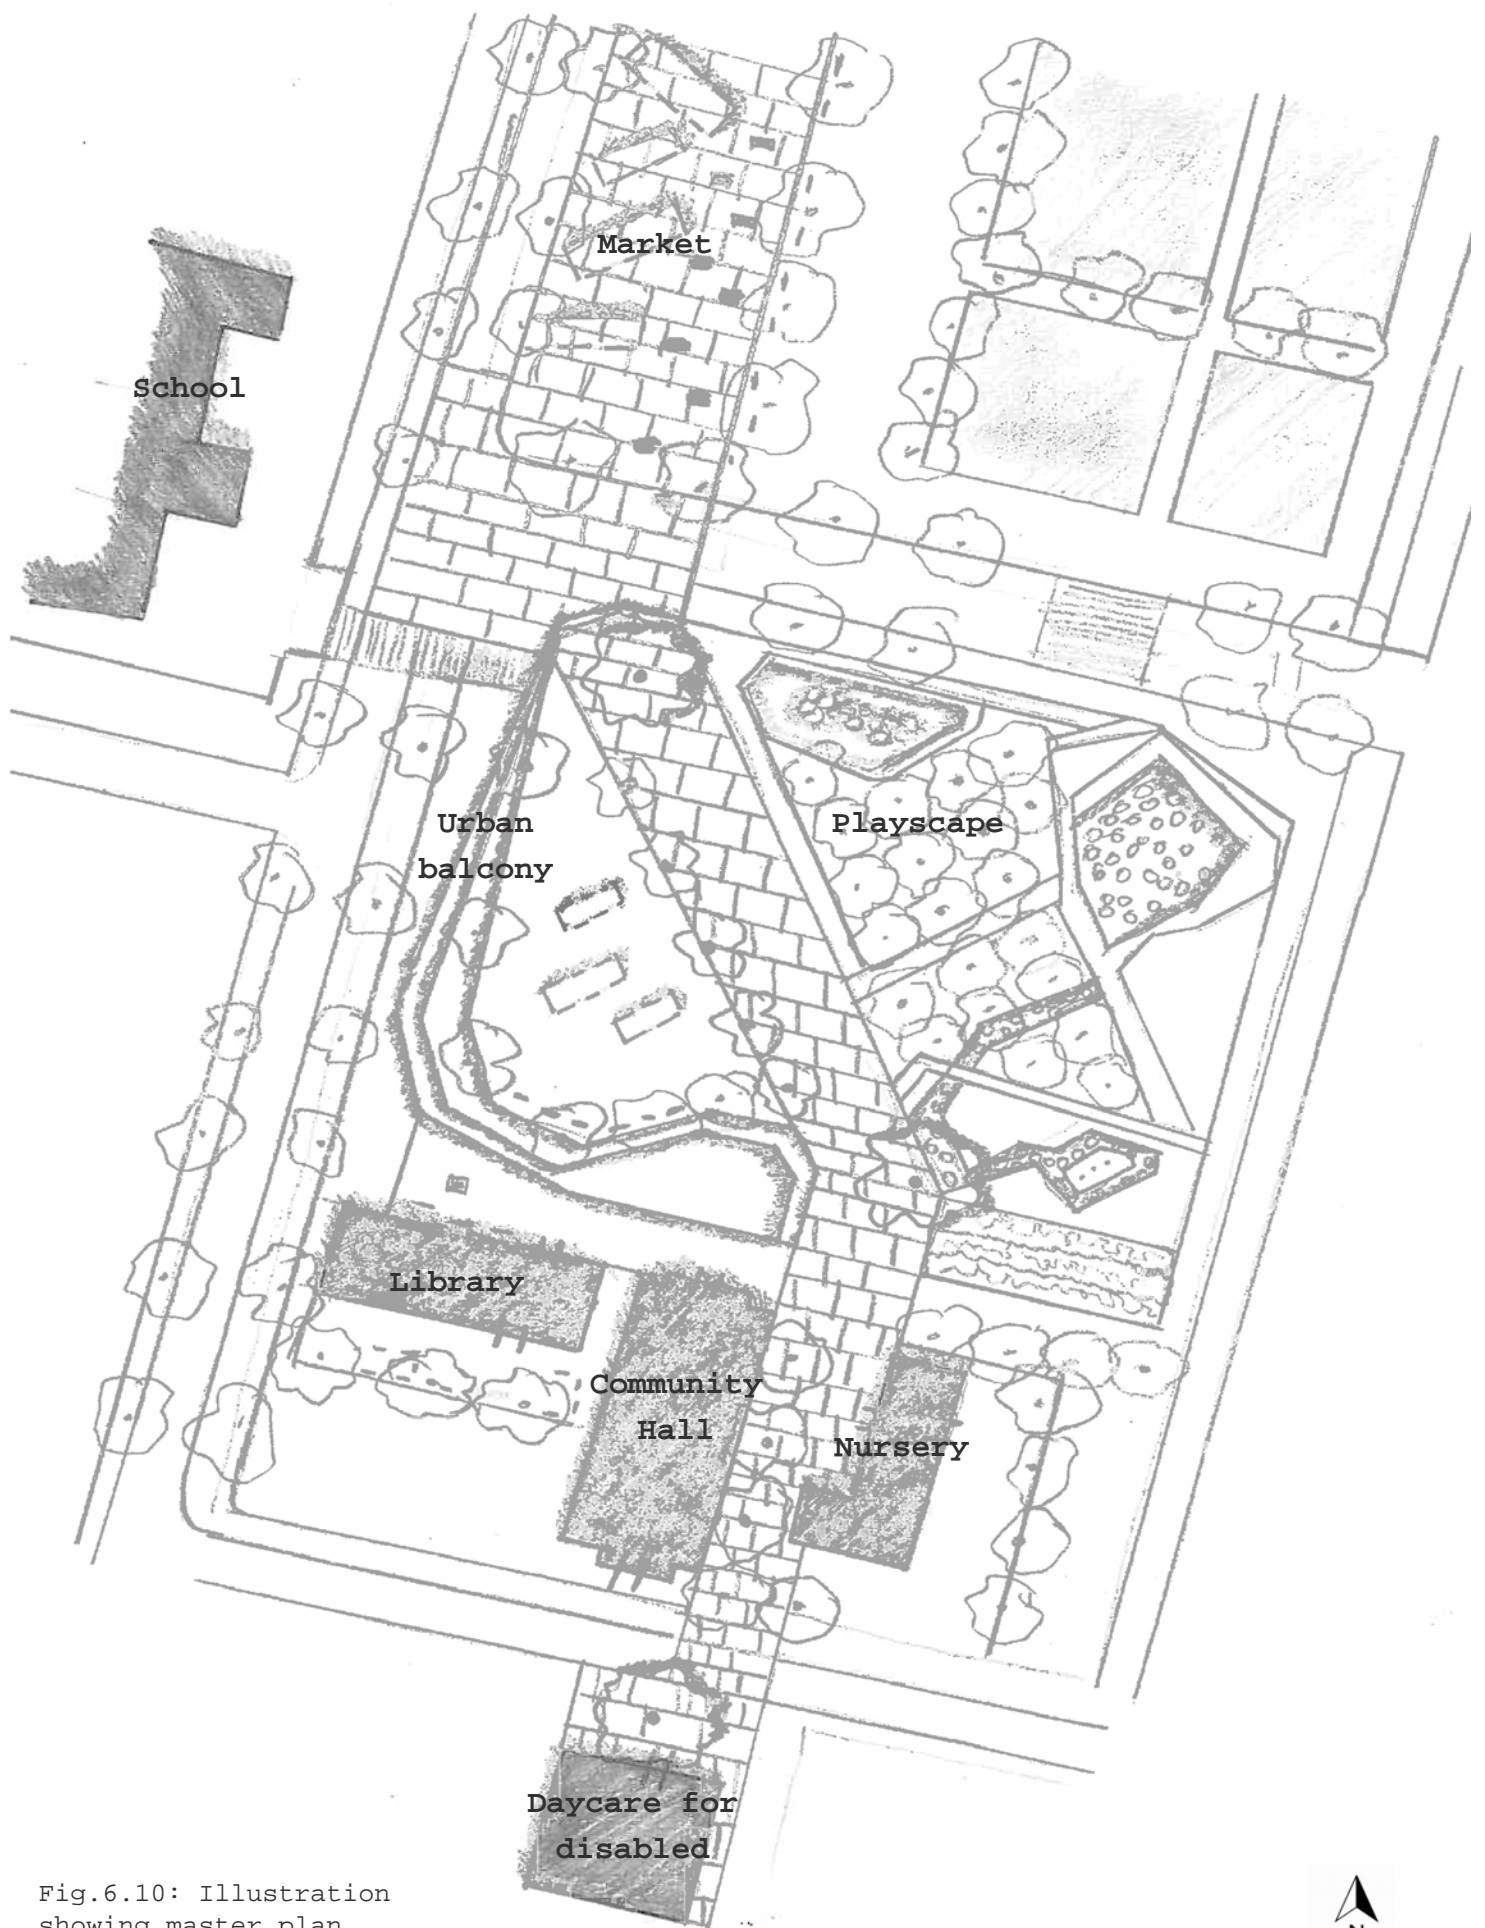 Market
School
Urban
balcony
Playscape
Library
Community
Hall
Nursery
Daycare for
disabled
Fig.6.10: Illustration
showing master plan
N